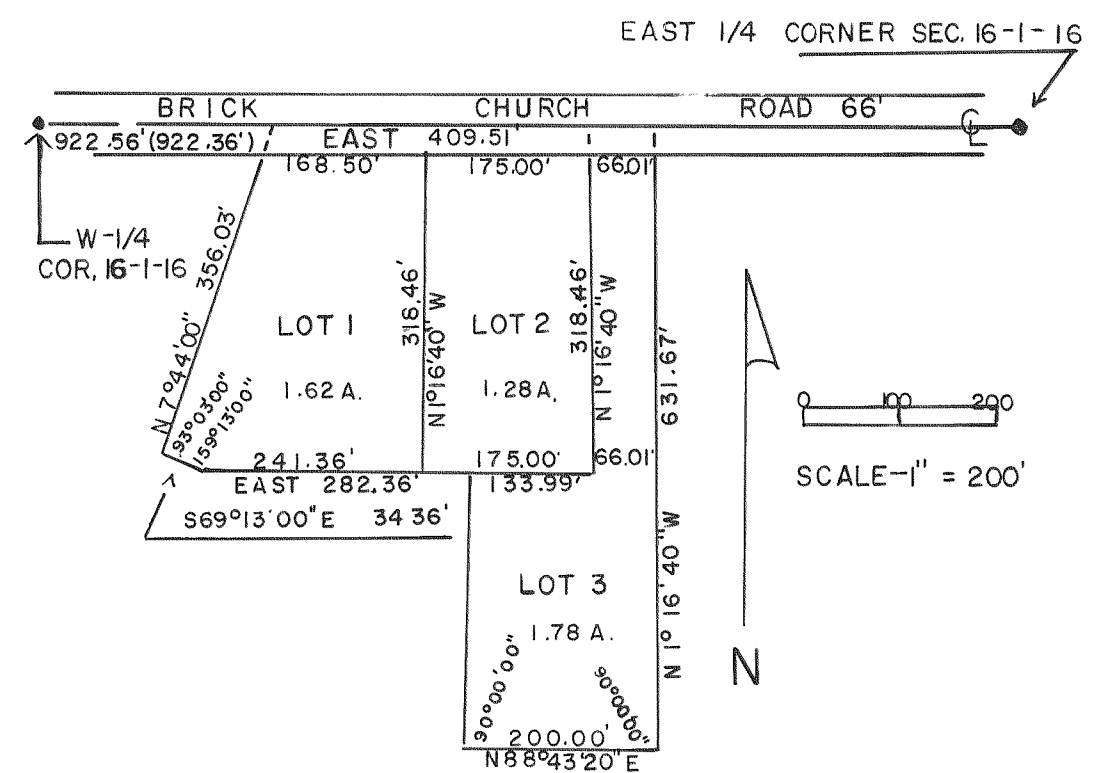 EAST 1/4 CORNER SEC. 16-1-16
BRICK CHURCH ROAD 66'
922.56' (922.36') EAST 409.51' CL
168.50' 175.00' 66.01'
W-1/4
COR. 16-1-16
356.03'
N 7°44'00"
93°03'00"
159°13'00"
LOT 1
1.62 A.
318.46'
N 1°16'40" W
LOT 2
1.28 A.
318.46'
N 1° 16'40" W
631.67'
N 1° 16' 40" W
241.36' 175.00' 66.01'
EAST 282.36' 133.99'
S69°13'00"E 34 36'
LOT 3
1.78 A.
90°00'00"
90°00'00"
200.00'
N88°43'20" E
0 100 200
SCALE-1" = 200'
N